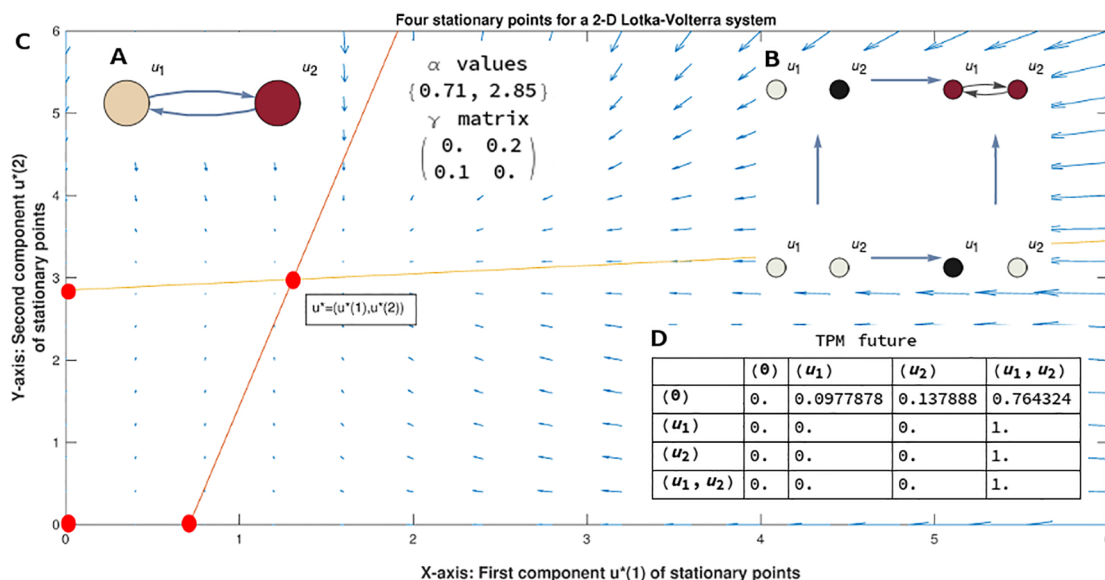 Four stationary points for a 2-D Lotka-Volterra system
C
A
u1 u2
α values
{0.71, 2.85}
γ matrix
( 0. 0.2 )
( 0.1 0. )
B
u1 u2 u1 u2
u1 u2 u1 u2
u*=(u*(1),u*(2))
D
TPM future
(Θ) (u1) (u2) (u1, u2)
(Θ) 0. 0.0977878 0.137888 0.764324
(u1) 0. 0. 0. 1.
(u2) 0. 0. 0. 1.
(u1, u2) 0. 0. 0. 1.
Y-axis: Second component u*(2)
of stationary points
6
5
4
3
2
1
0
0 1 2 3 4 5
X-axis: First component u*(1) of stationary points